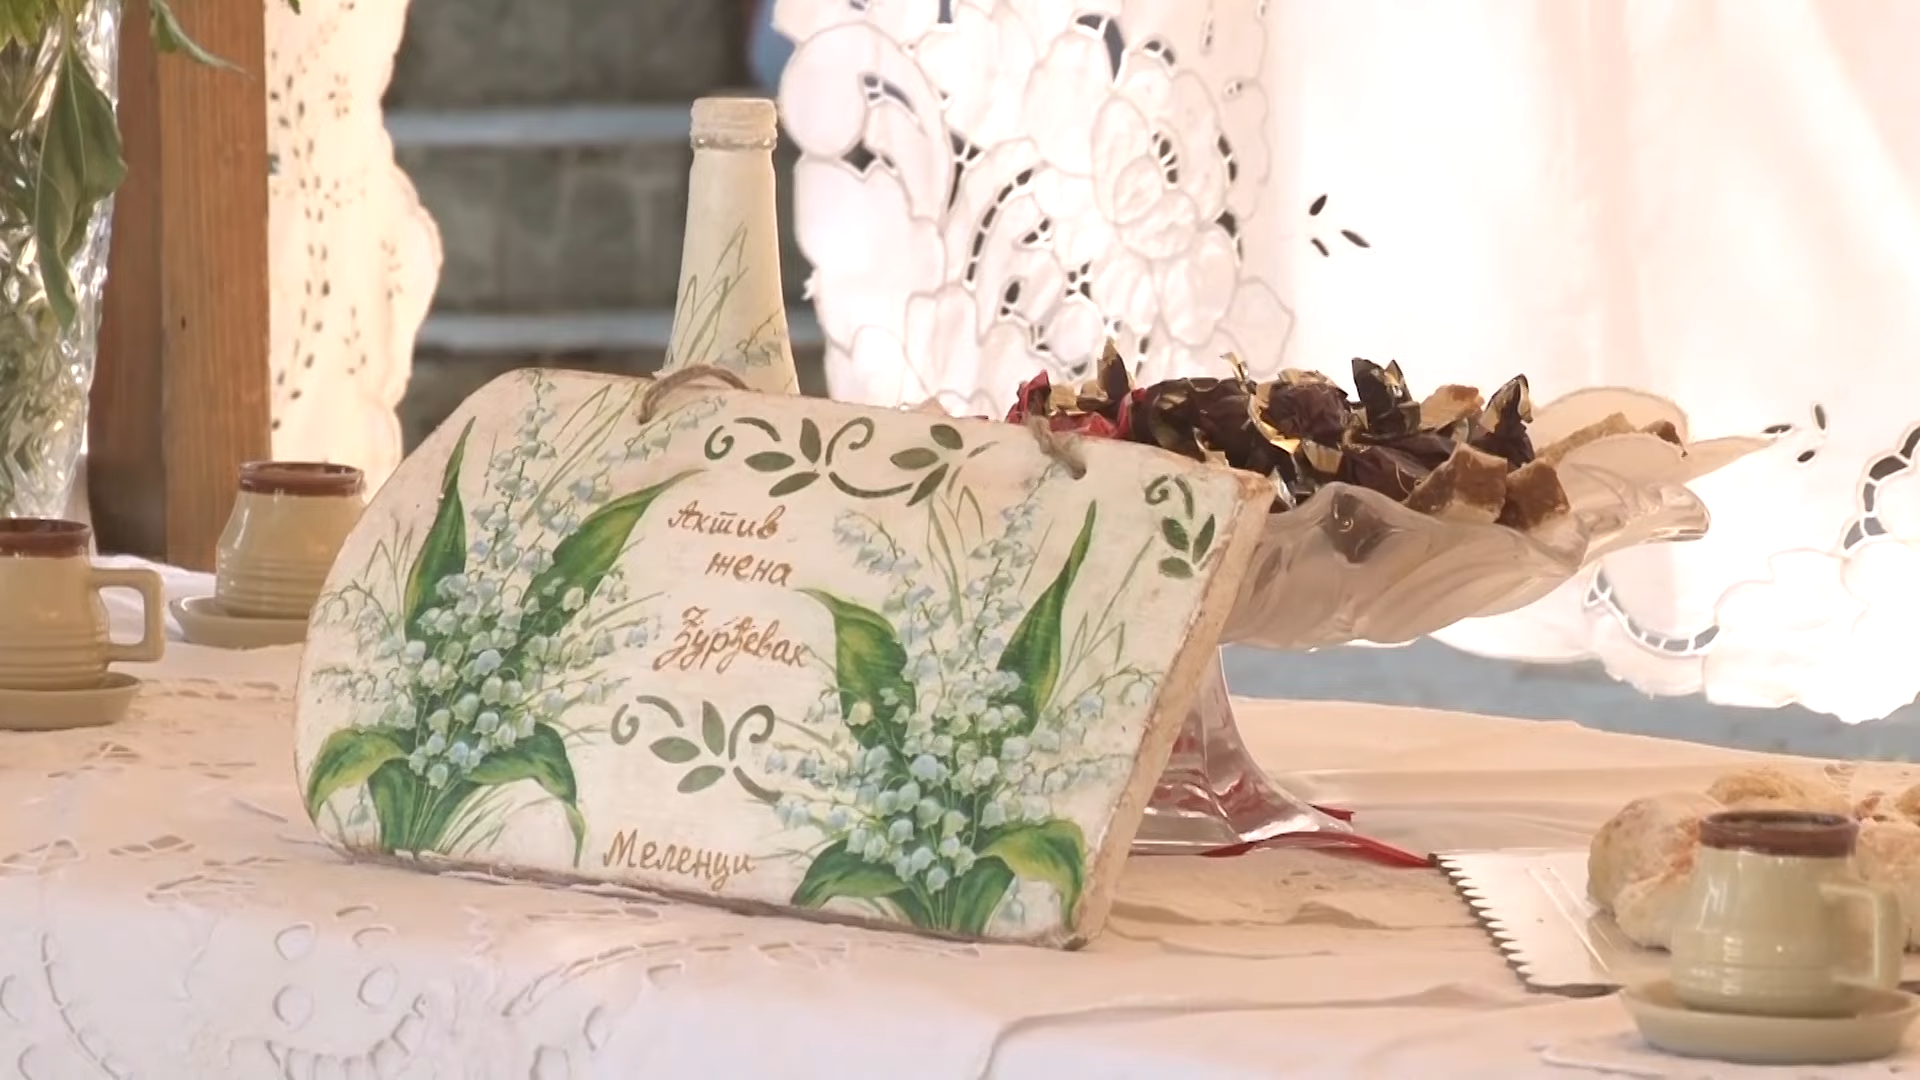 Актив
жена
Ђурђевак
Меленци